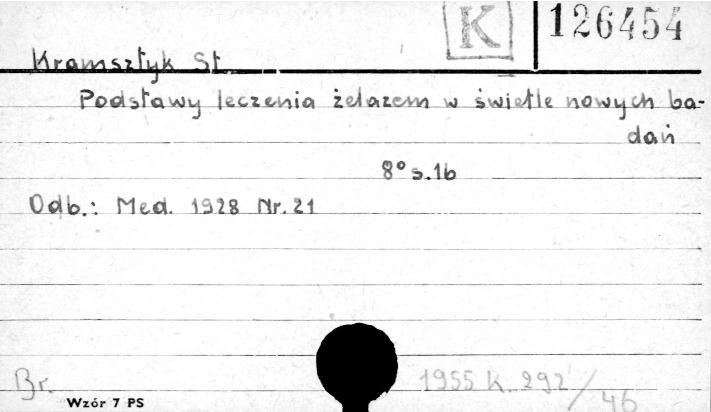 K 126454
Kramsztyk St.
Podstawy leczenia żelazem w świetle nowych ba-
dań
8° s.16
Odb.: Med. 1928 Nr. 21
Br. 1955 K. 292/46
Wzór 7 PS